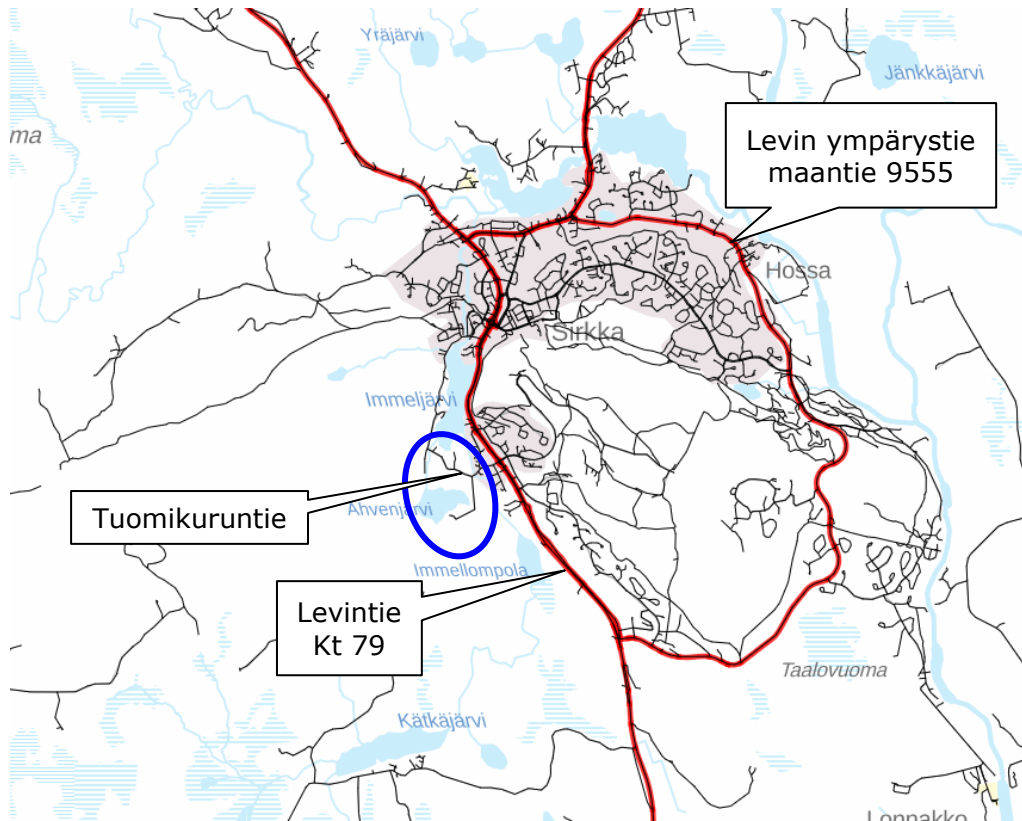 Yräjärvi
Jänkkäjärvi
ma
Levin ympärystie
maantie 9555
Hossa
Sirkka
Immeljärvi
Tuomikuruntie
Ahvenjärvi
Immellompola
Levintie
Kt 79
Taalovuoma
Kätkäjärvi
Lonnakko